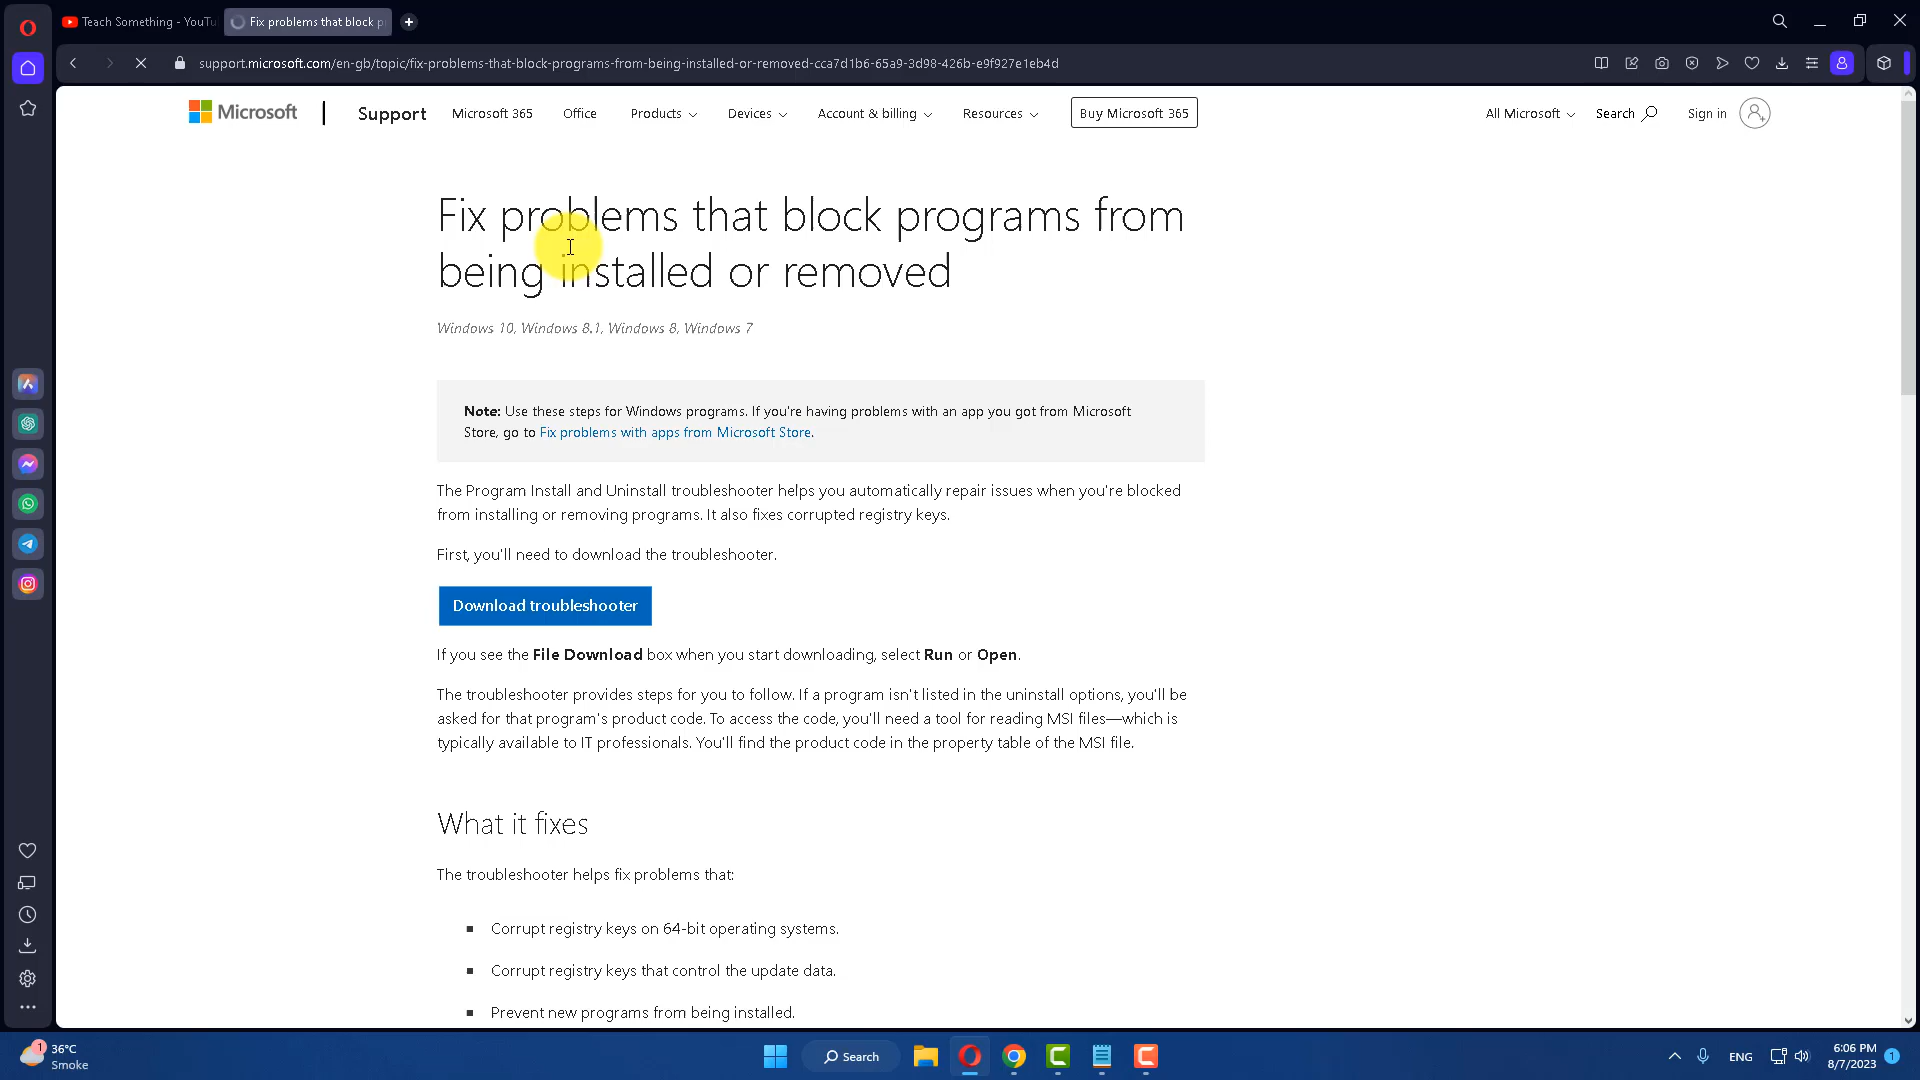 Teach Something - YouTu
Fix problems that block p
support.microsoft.com/en-gb/topic/fix-problems-that-block-programs-from-being-installed-or-removed-cca7d1b6-65a9-3d98-426b-e9f927e1eb4d
Microsoft | Support Microsoft 365 Office Products Devices Account & billing Resources Buy Microsoft 365 All Microsoft Search Sign in
Fix problems that block programs from
being installed or removed
Windows 10, Windows 8.1, Windows 8, Windows 7
Note: Use these steps for Windows programs. If you're having problems with an app you got from Microsoft
Store, go to Fix problems with apps from Microsoft Store.
The Program Install and Uninstall troubleshooter helps you automatically repair issues when you're blocked
from installing or removing programs. It also fixes corrupted registry keys.
First, you'll need to download the troubleshooter.
Download troubleshooter
If you see the File Download box when you start downloading, select Run or Open.
The troubleshooter provides steps for you to follow. If a program isn't listed in the uninstall options, you'll be
asked for that program's product code. To access the code, you'll need a tool for reading MSI files—which is
typically available to IT professionals. You'll find the product code in the property table of the MSI file.
What it fixes
The troubleshooter helps fix problems that:
■ Corrupt registry keys on 64-bit operating systems.
■ Corrupt registry keys that control the update data.
■ Prevent new programs from being installed.
1
36°C
Smoke
Search
ENG
6:06 PM
8/7/2023
1